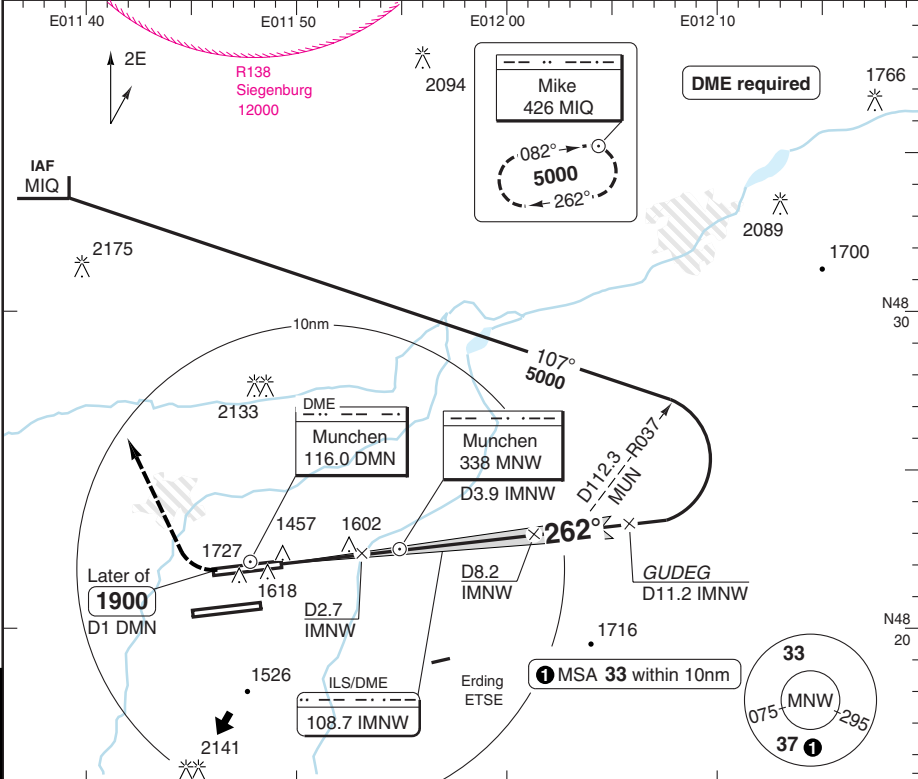 E011 40
E011 50
E012 00
E012 10
2E
R138
Siegenburg
12000
2094
Mike
426 MIQ
082°
5000
262°
DME required
1766
IAF
MIQ
2175
2089
1700
N48
30
10nm
107°
5000
2133
DME
Munchen
116.0 DMN
Munchen
338 MNW
D3.9 IMNW
D112.3 R037
MUN
1457
1602
262°
1727
Later of
1900
D1 DMN
1618
D2.7
IMNW
D8.2
IMNW
GUDEG
D11.2 IMNW
N48
20
1716
1526
ILS/DME
108.7 IMNW
Erding
ETSE
1 MSA 33 within 10nm
33
MNW
075
295
37 1
2141